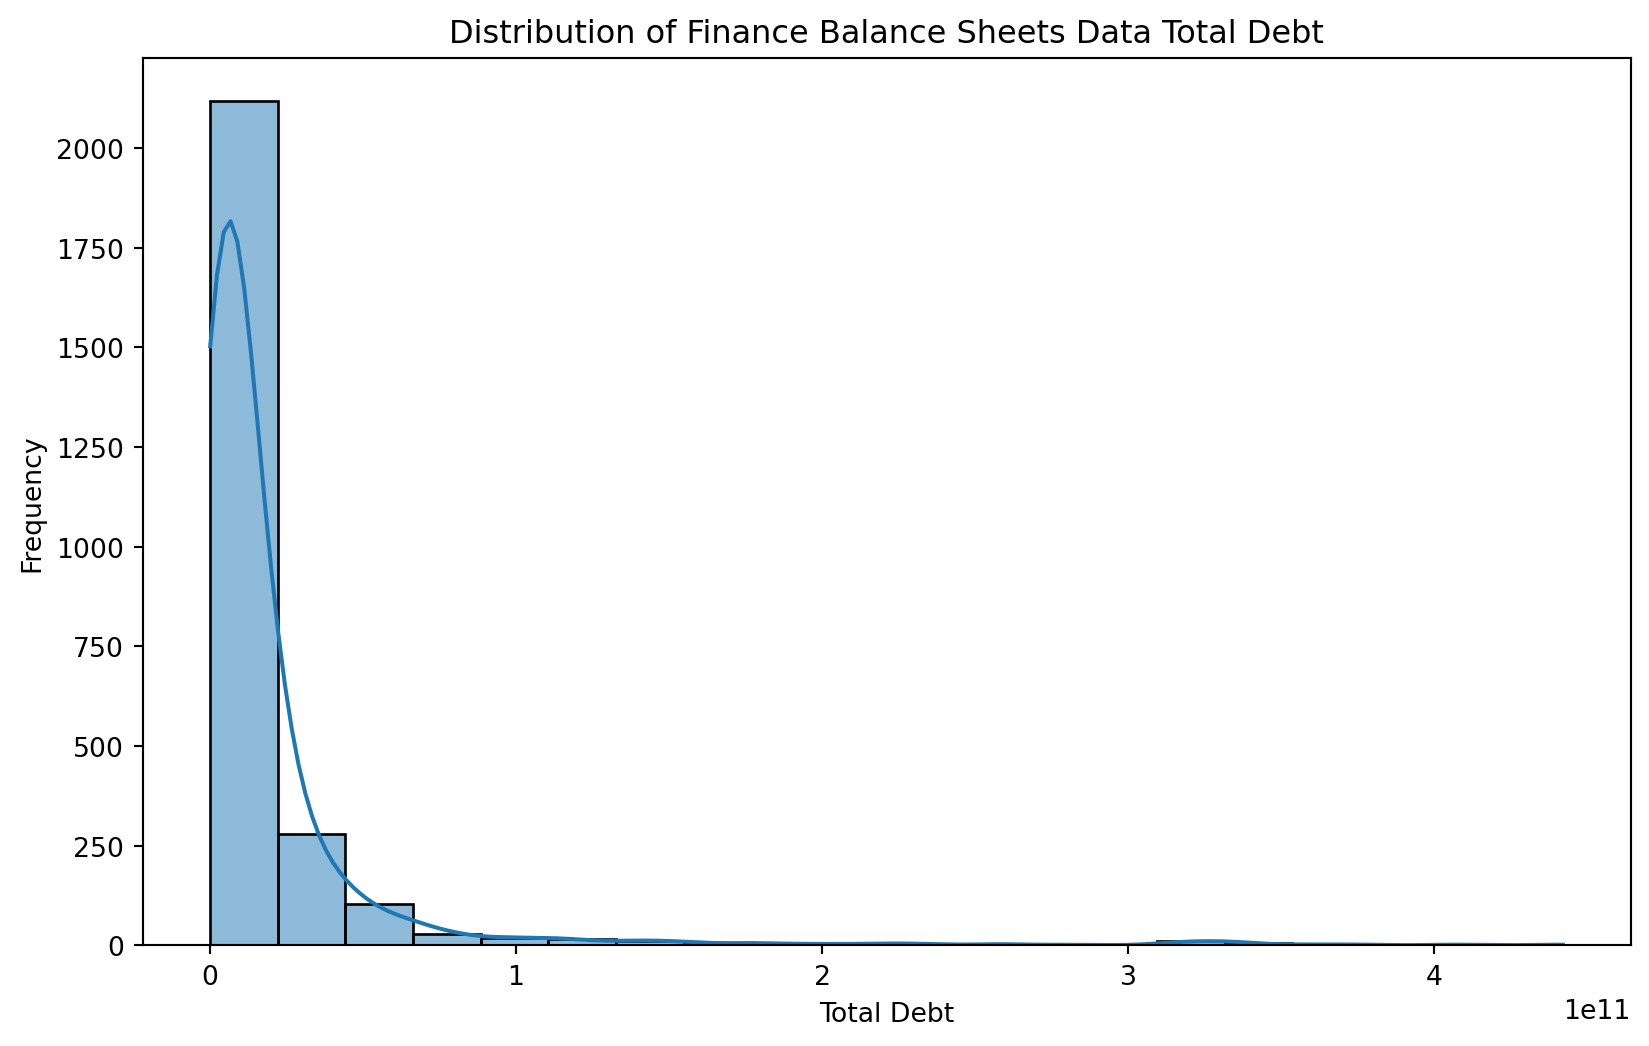 Distribution of Finance Balance Sheets Data Total Debt
2000
1750
1500
1250
1000
750
500
250
0
Frequency
0 1 2 3 4
1e11
Total Debt